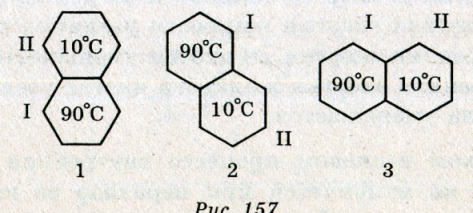 II 10°C
I 90°C
1
I 90°C
10°C II
2
I II
90°C 10°C
3
Рис. 157